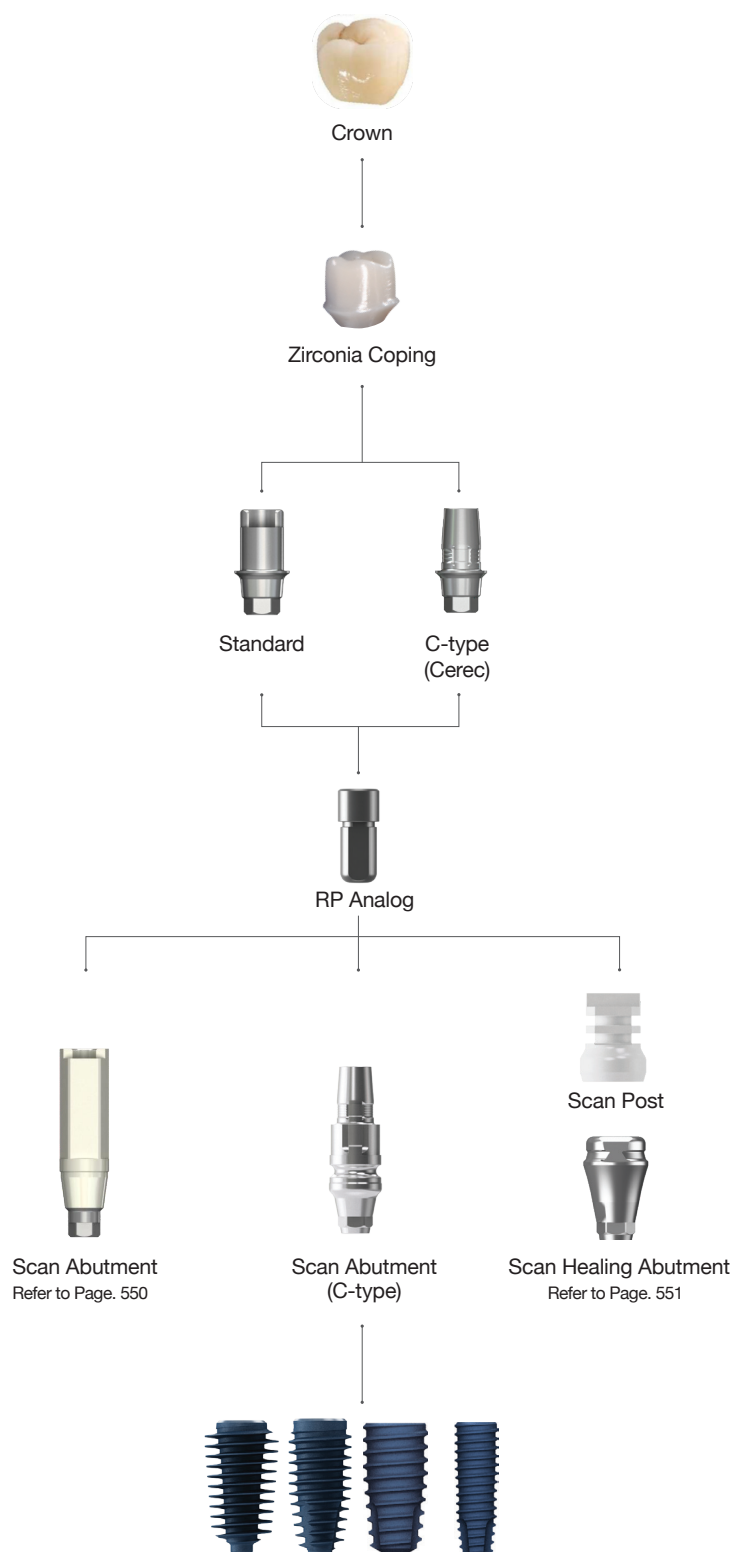 Crown
Zirconia Coping
Standard
C-type
(Cerec)
RP Analog
Scan Post
Scan Abutment
Refer to Page. 550
Scan Abutment
(C-type)
Scan Healing Abutment
Refer to Page. 551